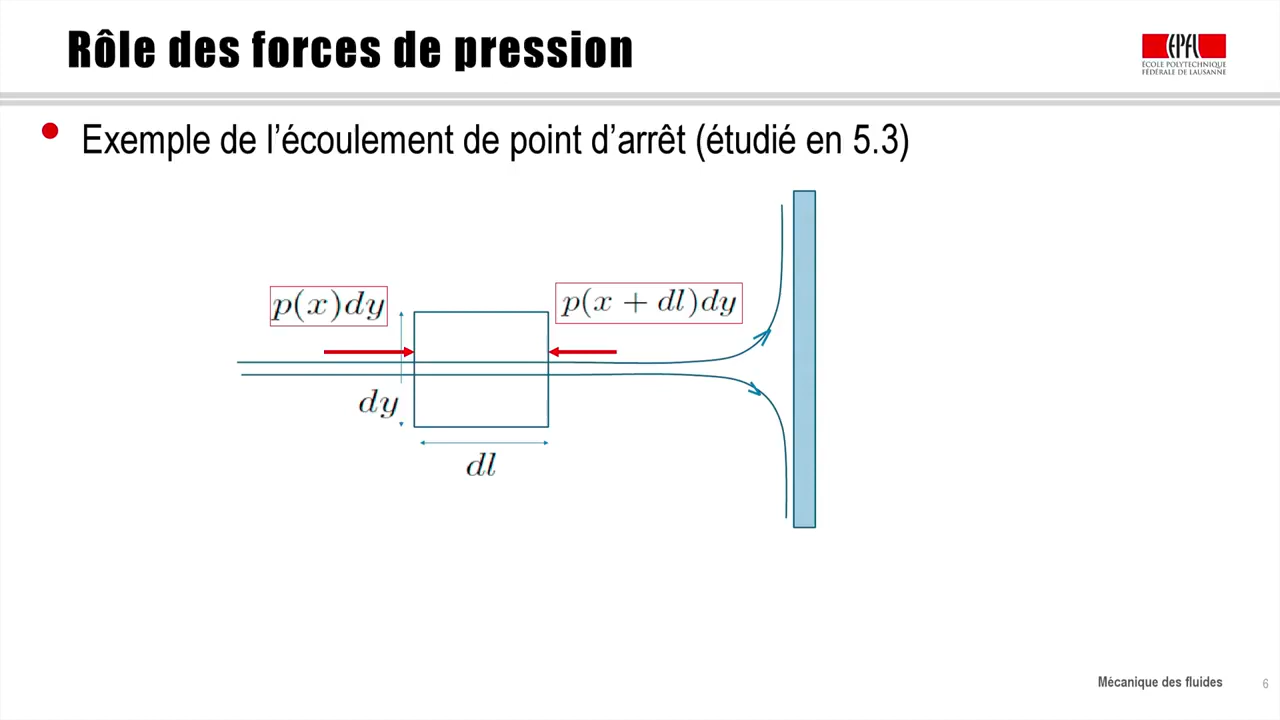 Rôle des forces de pression
EPFL
ÉCOLE POLYTECHNIQUE
FÉDÉRALE DE LAUSANNE
• Exemple de l’écoulement de point d’arrêt (étudié en 5.3)
p(x)dy
p(x + dl)dy
dy
dl
Mécanique des fluides
6